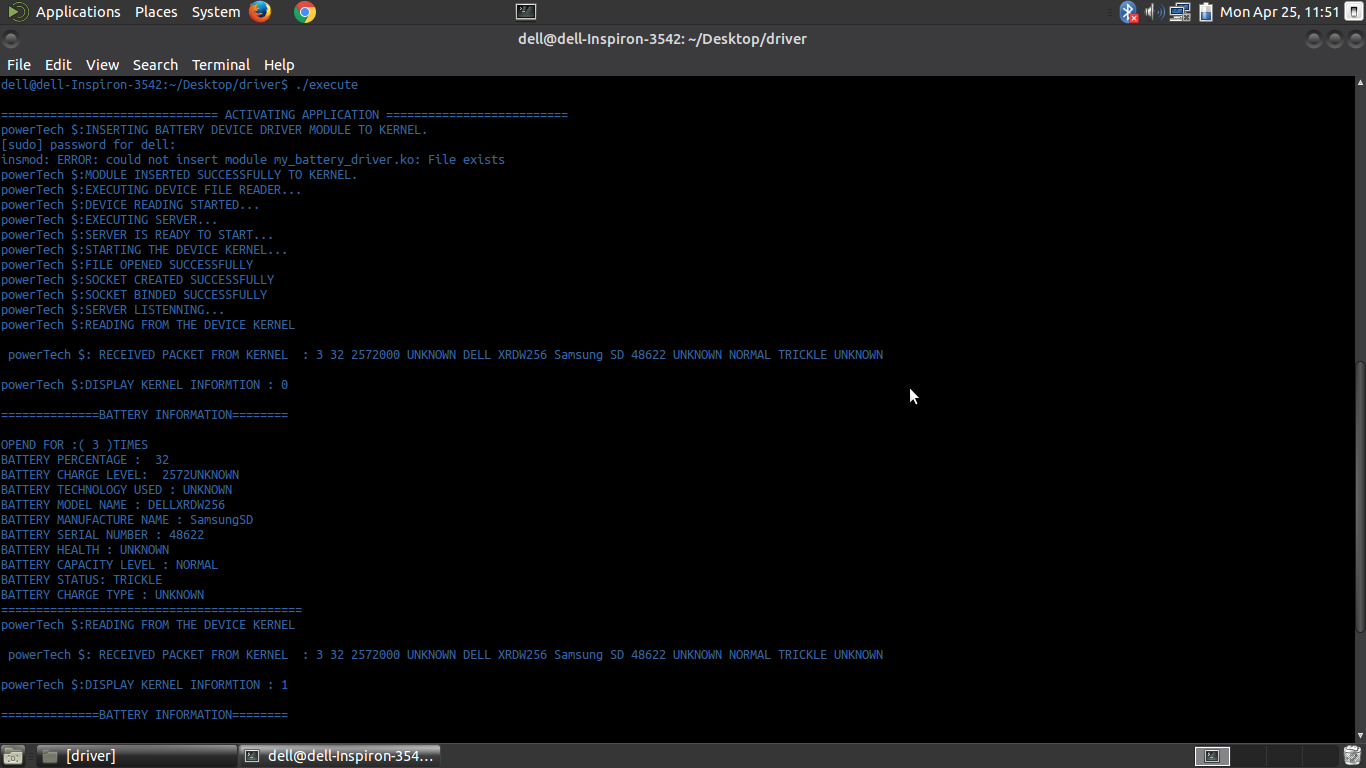 Applications Places System Mon Apr 25, 11:51
dell@dell-Inspiron-3542: ~/Desktop/driver
File Edit View Search Terminal Help
dell@dell-Inspiron-3542:~/Desktop/driver$ ./execute
=============================== ACTIVATING APPLICATION ==========================
powerTech $:INSERTING BATTERY DEVICE DRIVER MODULE TO KERNEL.
[sudo] password for dell:
insmod: ERROR: could not insert module my_battery_driver.ko: File exists
powerTech $:MODULE INSERTED SUCCESSFULLY TO KERNEL.
powerTech $:EXECUTING DEVICE FILE READER...
powerTech $:DEVICE READING STARTED...
powerTech $:EXECUTING SERVER...
powerTech $:SERVER IS READY TO START...
powerTech $:STARTING THE DEVICE KERNEL...
powerTech $:FILE OPENED SUCCESSFULLY
powerTech $:SOCKET CREATED SUCCESSFULLY
powerTech $:SOCKET BINDED SUCCESSFULLY
powerTech $:SERVER LISTENNING...
powerTech $:READING FROM THE DEVICE KERNEL
powerTech $: RECEIVED PACKET FROM KERNEL  : 3 32 2572000 UNKNOWN DELL XRDW256 Samsung SD 48622 UNKNOWN NORMAL TRICKLE UNKNOWN
powerTech $:DISPLAY KERNEL INFORMTION : 0
==============BATTERY INFORMATION========
OPEND FOR :( 3 )TIMES
BATTERY PERCENTAGE :  32
BATTERY CHARGE LEVEL:  2572UNKNOWN
BATTERY TECHNOLOGY USED : UNKNOWN
BATTERY MODEL NAME : DELLXRDW256
BATTERY MANUFACTURE NAME : SamsungSD
BATTERY SERIAL NUMBER : 48622
BATTERY HEALTH : UNKNOWN
BATTERY CAPACITY LEVEL : NORMAL
BATTERY STATUS: TRICKLE
BATTERY CHARGE TYPE : UNKNOWN
===========================================
powerTech $:READING FROM THE DEVICE KERNEL
powerTech $: RECEIVED PACKET FROM KERNEL  : 3 32 2572000 UNKNOWN DELL XRDW256 Samsung SD 48622 UNKNOWN NORMAL TRICKLE UNKNOWN
powerTech $:DISPLAY KERNEL INFORMTION : 1
==============BATTERY INFORMATION========
[driver] dell@dell-Inspiron-354...